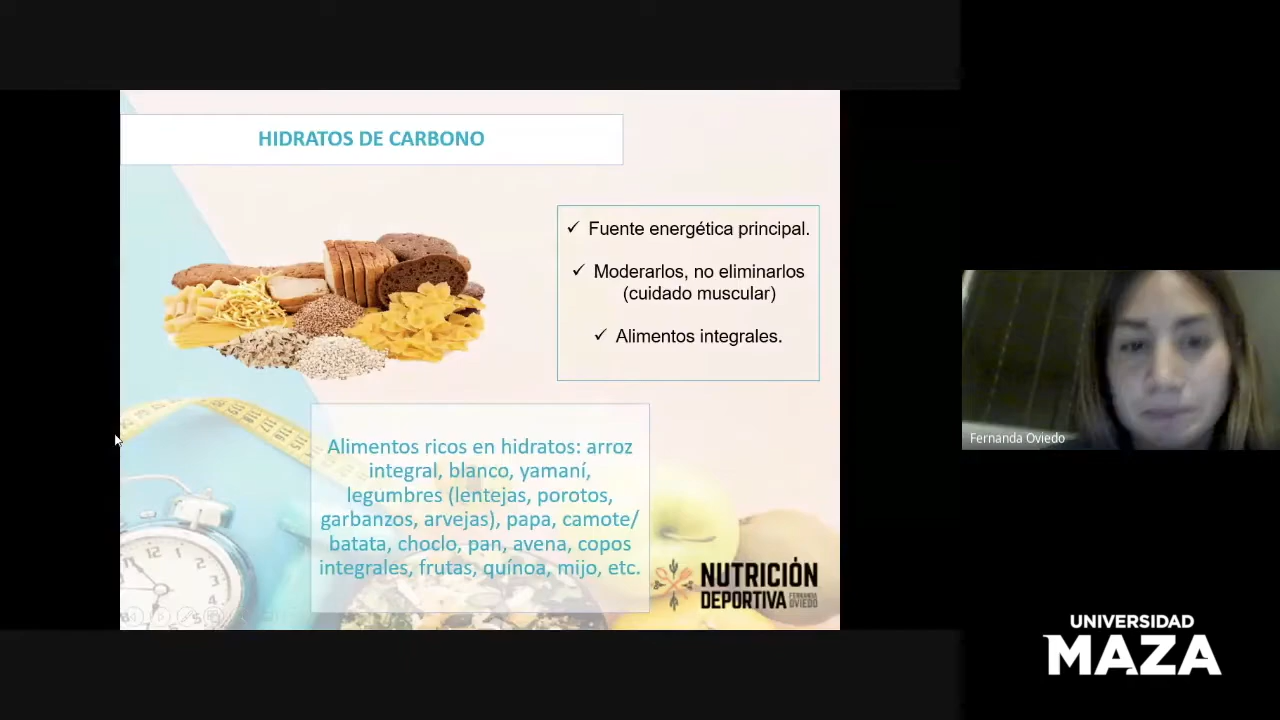 HIDRATOS DE CARBONO
✓ Fuente energética principal.
✓ Moderarlos, no eliminarlos
(cuidado muscular)
✓ Alimentos integrales.
Alimentos ricos en hidratos: arroz
integral, blanco, yamaní,
legumbres (lentejas, porotos,
garbanzos, arvejas), papa, camote/
batata, choclo, pan, avena, copos
integrales, frutas, quínoa, mijo, etc.
NUTRICIÓN
DEPORTIVA FERNANDA
OVIEDO
Fernanda Oviedo
UNIVERSIDAD
MAZA